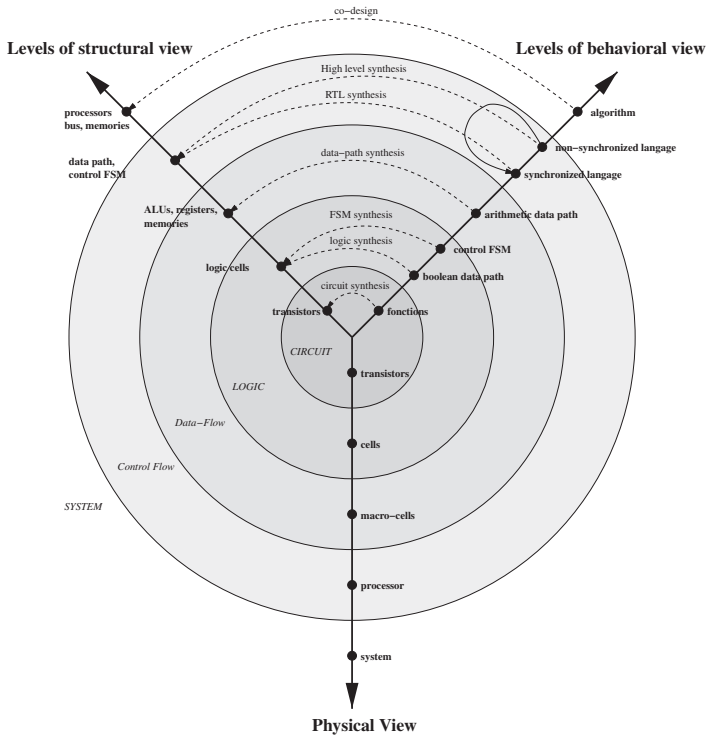 co−design
Levels of structural view
Levels of behavioral view
High level synthesis
RTL synthesis
processors
bus, memories
algorithm
non−synchronized langage
data path,
control FSM
data−path synthesis
synchronized langage
ALUs, registers,
memories
FSM synthesis
arithmetic data path
logic synthesis
control FSM
logic cells
boolean data path
circuit synthesis
transistors
fonctions
CIRCUIT
transistors
LOGIC
Data−Flow
cells
Control Flow
SYSTEM
macro−cells
processor
system
Physical View